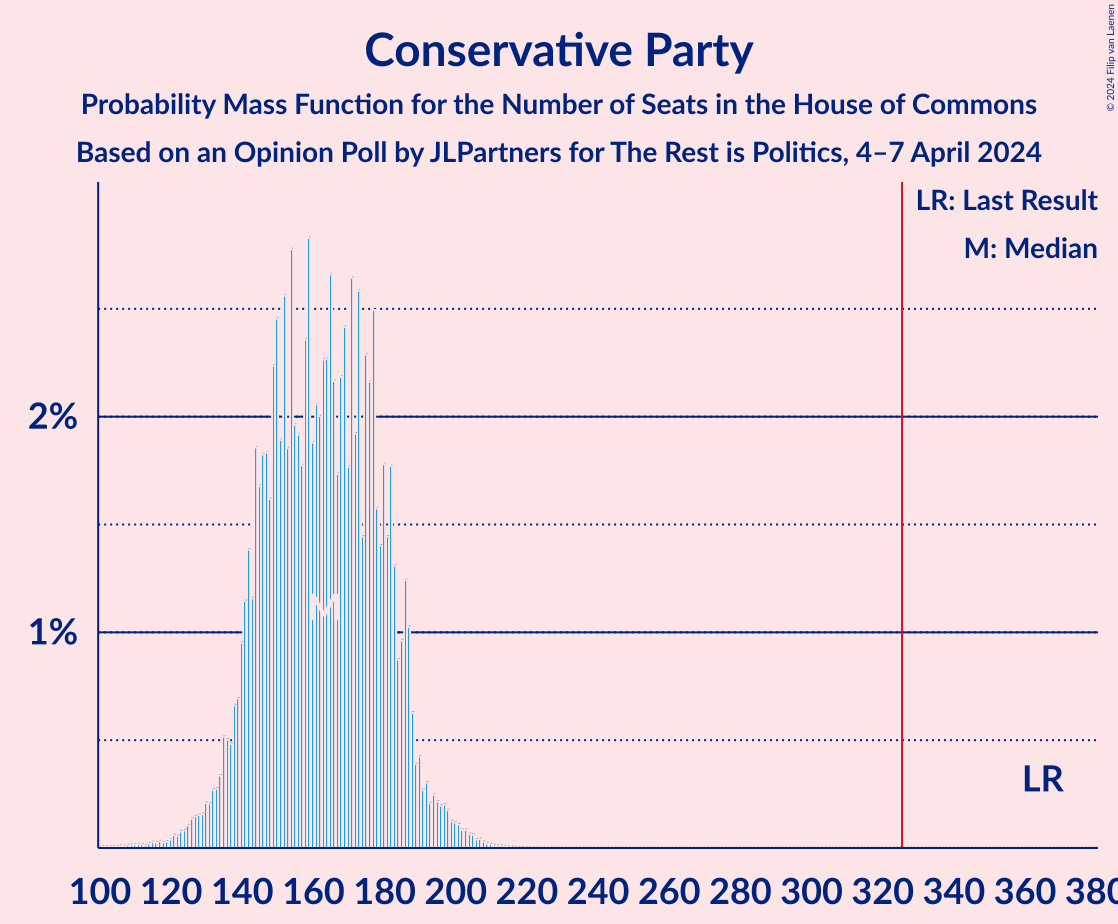 Conservative Party
Probability Mass Function for the Number of Seats in the House of Commons
Based on an Opinion Poll by JLPartners for The Rest is Politics, 4–7 April 2024
© 2024 Filip van Laenen
LR: Last Result
M: Median
2%
1%
M
LR
100 120 140 160 180 200 220 240 260 280 300 320 340 360 380